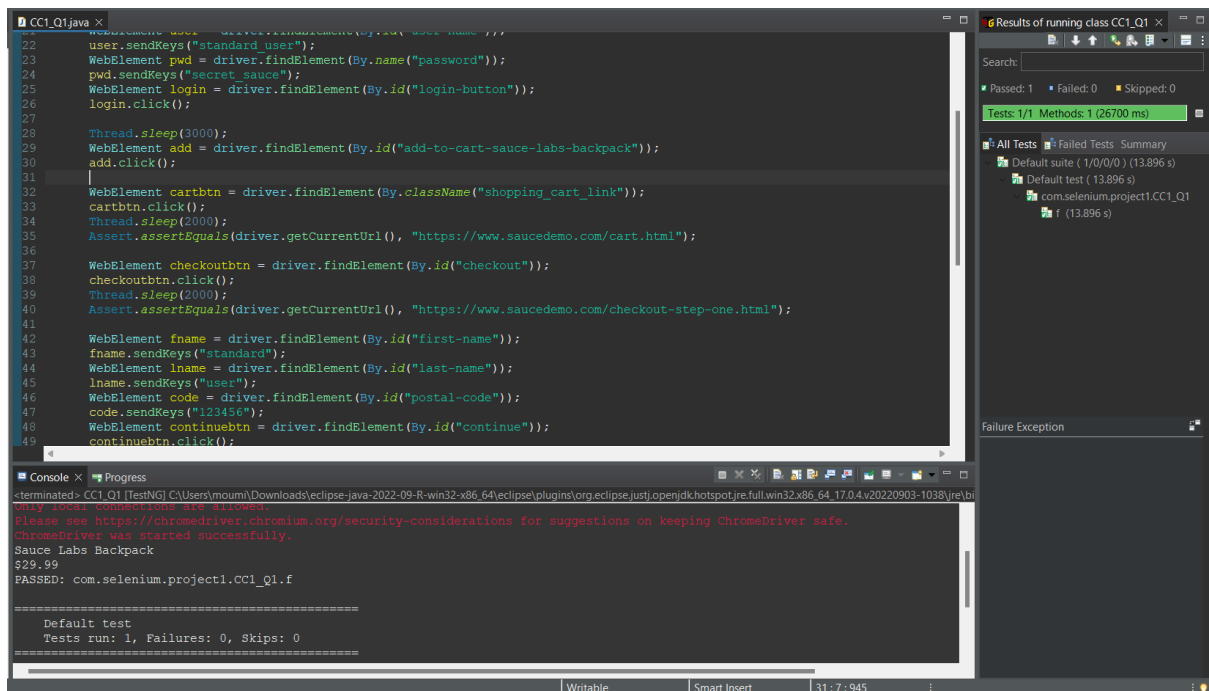 CC1_Q1.java ×
21 WebElement user = driver.findElement(By.id("user-name"));
22 user.sendKeys("standard_user");
23 WebElement pwd = driver.findElement(By.name("password"));
24 pwd.sendKeys("secret_sauce");
25 WebElement login = driver.findElement(By.id("login-button"));
26 login.click();
27
28 Thread.sleep(3000);
29 WebElement add = driver.findElement(By.id("add-to-cart-sauce-labs-backpack"));
30 add.click();
31
32 WebElement cartbtn = driver.findElement(By.className("shopping_cart_link"));
33 cartbtn.click();
34 Thread.sleep(2000);
35 Assert.assertEquals(driver.getCurrentUrl(), "https://www.saucedemo.com/cart.html");
36
37 WebElement checkoutbtn = driver.findElement(By.id("checkout"));
38 checkoutbtn.click();
39 Thread.sleep(2000);
40 Assert.assertEquals(driver.getCurrentUrl(), "https://www.saucedemo.com/checkout-step-one.html");
41
42 WebElement fname = driver.findElement(By.id("first-name"));
43 fname.sendKeys("standard");
44 WebElement lname = driver.findElement(By.id("last-name"));
45 lname.sendKeys("user");
46 WebElement code = driver.findElement(By.id("postal-code"));
47 code.sendKeys("123456");
48 WebElement continuebtn = driver.findElement(By.id("continue"));
49 continuebtn.click();
Results of running class CC1_Q1 ×
Search:
Passed: 1 Failed: 0 Skipped: 0
Tests: 1/1 Methods: 1 (26700 ms)
All Tests Failed Tests Summary
Default suite ( 1/0/0/0 ) (13.896 s)
Default test ( 13.896 s)
com.selenium.project1.CC1_Q1
f (13.896 s)
Failure Exception
Console × Progress
<terminated> CC1_Q1 [TestNG] C:\Users\moumi\Downloads\eclipse-java-2022-09-R-win32-x86_64\eclipse\plugins\org.eclipse.justj.openjdk.hotspot.jre.full.win32.x86_64_17.0.4.v20220903-1038\jre\bi
Only local connections are allowed.
Please see https://chromedriver.chromium.org/security-considerations for suggestions on keeping ChromeDriver safe.
ChromeDriver was started successfully.
Sauce Labs Backpack
$29.99
PASSED: com.selenium.project1.CC1_Q1.f
===============================================
Default test
Tests run: 1, Failures: 0, Skips: 0
===============================================
Writable Smart Insert 31 : 7 : 945